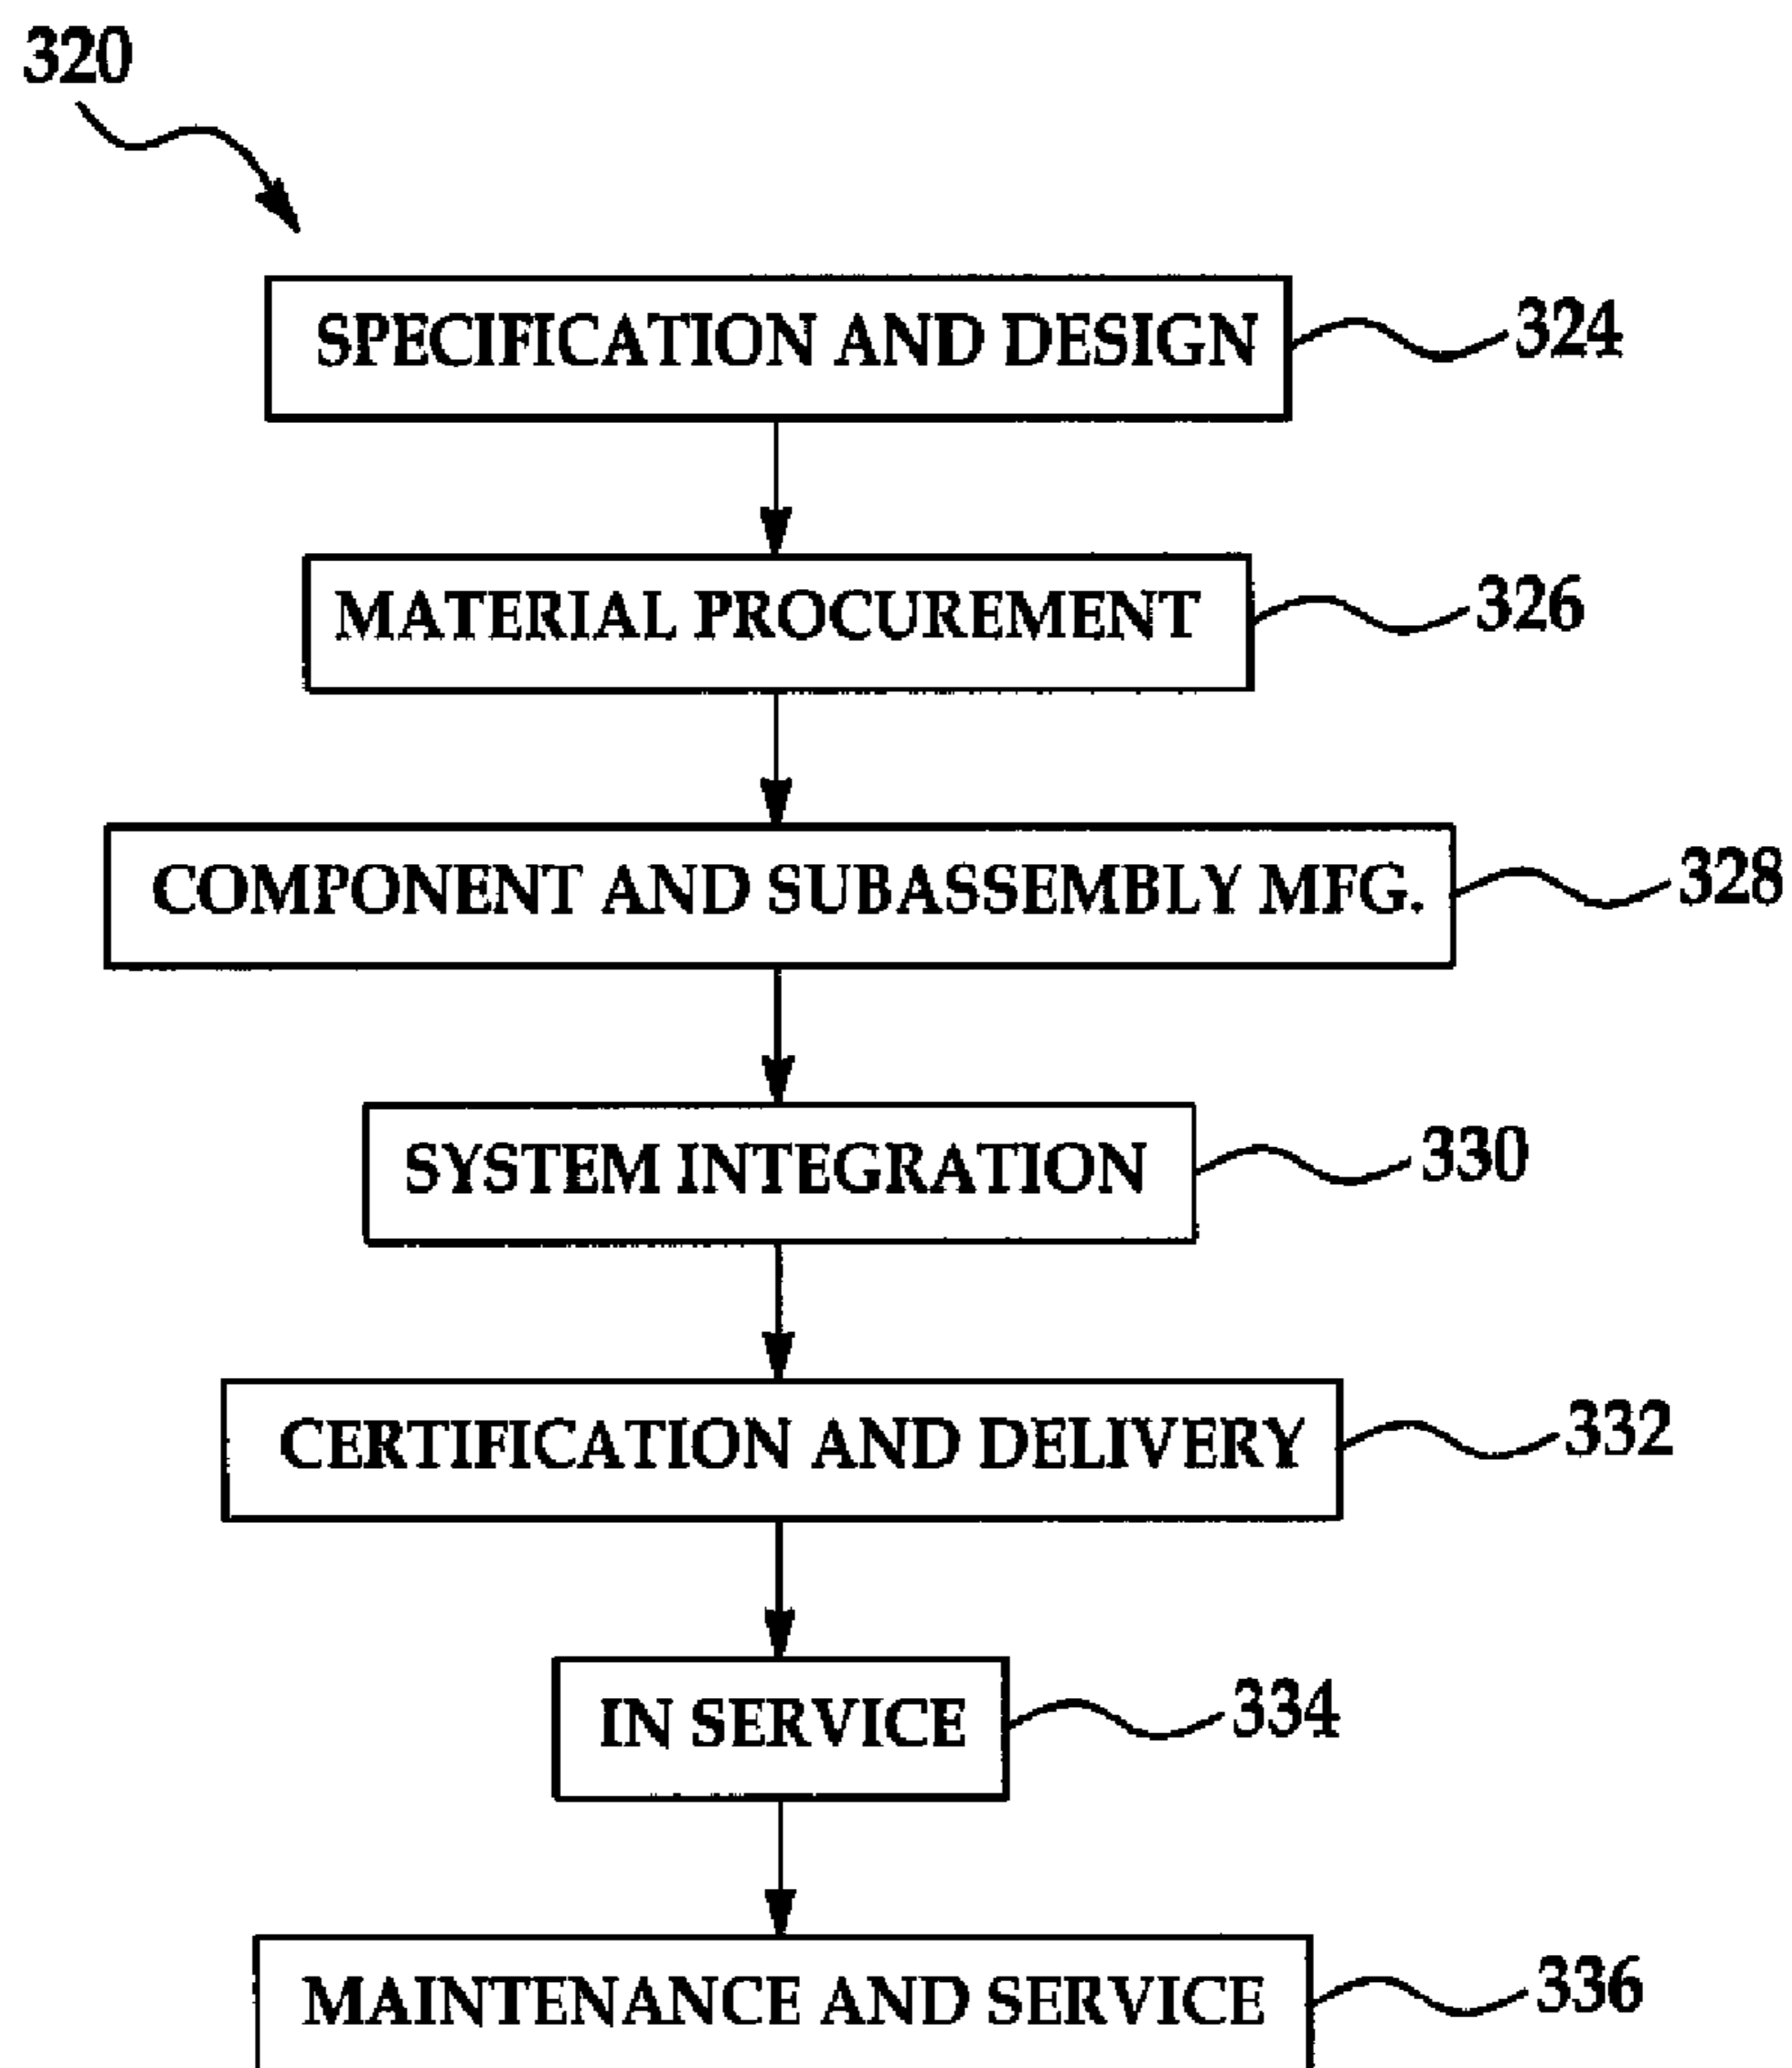 320
SPECIFICATION AND DESIGN 324
MATERIAL PROCUREMENT 326
COMPONENT AND SUBASSEMBLY MFG. 328
SYSTEM INTEGRATION 330
CERTIFICATION AND DELIVERY 332
IN SERVICE 334
MAINTENANCE AND SERVICE 336